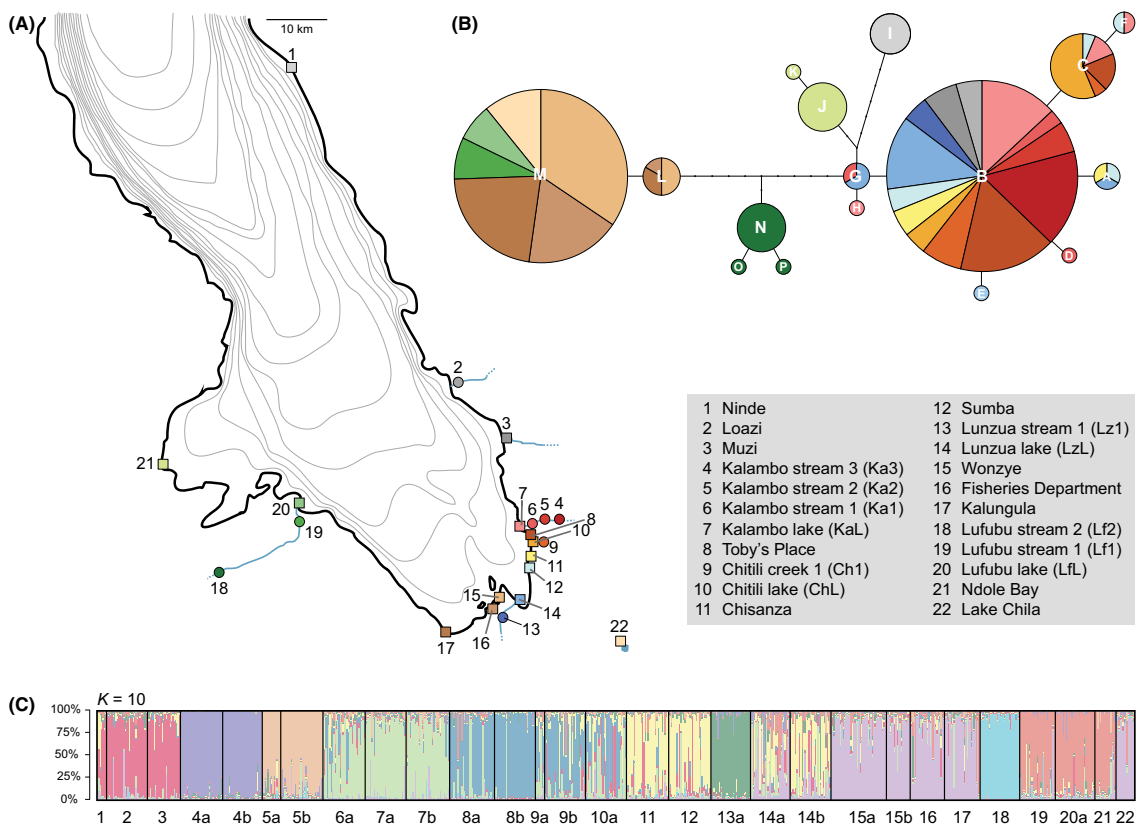 (A)
10 km
1
2
3
21
20
19
18
7
6
5
4
8
10
9
11
12
15
14
16
13
17
22
(B)
I
F
C
K
J
M
L
G
B
A
H
N
D
O
P
E
1 Ninde
2 Loazi
3 Muzi
4 Kalambo stream 3 (Ka3)
5 Kalambo stream 2 (Ka2)
6 Kalambo stream 1 (Ka1)
7 Kalambo lake (KaL)
8 Toby's Place
9 Chitili creek 1 (Ch1)
10 Chitili lake (ChL)
11 Chisanza
12 Sumba
13 Lunzua stream 1 (Lz1)
14 Lunzua lake (LzL)
15 Wonzye
16 Fisheries Department
17 Kalungula
18 Lufubu stream 2 (Lf2)
19 Lufubu stream 1 (Lf1)
20 Lufubu lake (LfL)
21 Ndole Bay
22 Lake Chila
(C)
K = 10
100%
75%
50%
25%
0%
1 2 3 4a 4b 5a 5b 6a 7a 7b 8a 8b 9a 9b 10a 11 12 13a 14a 14b 15a 15b 16 17 18 19 20a 21 22